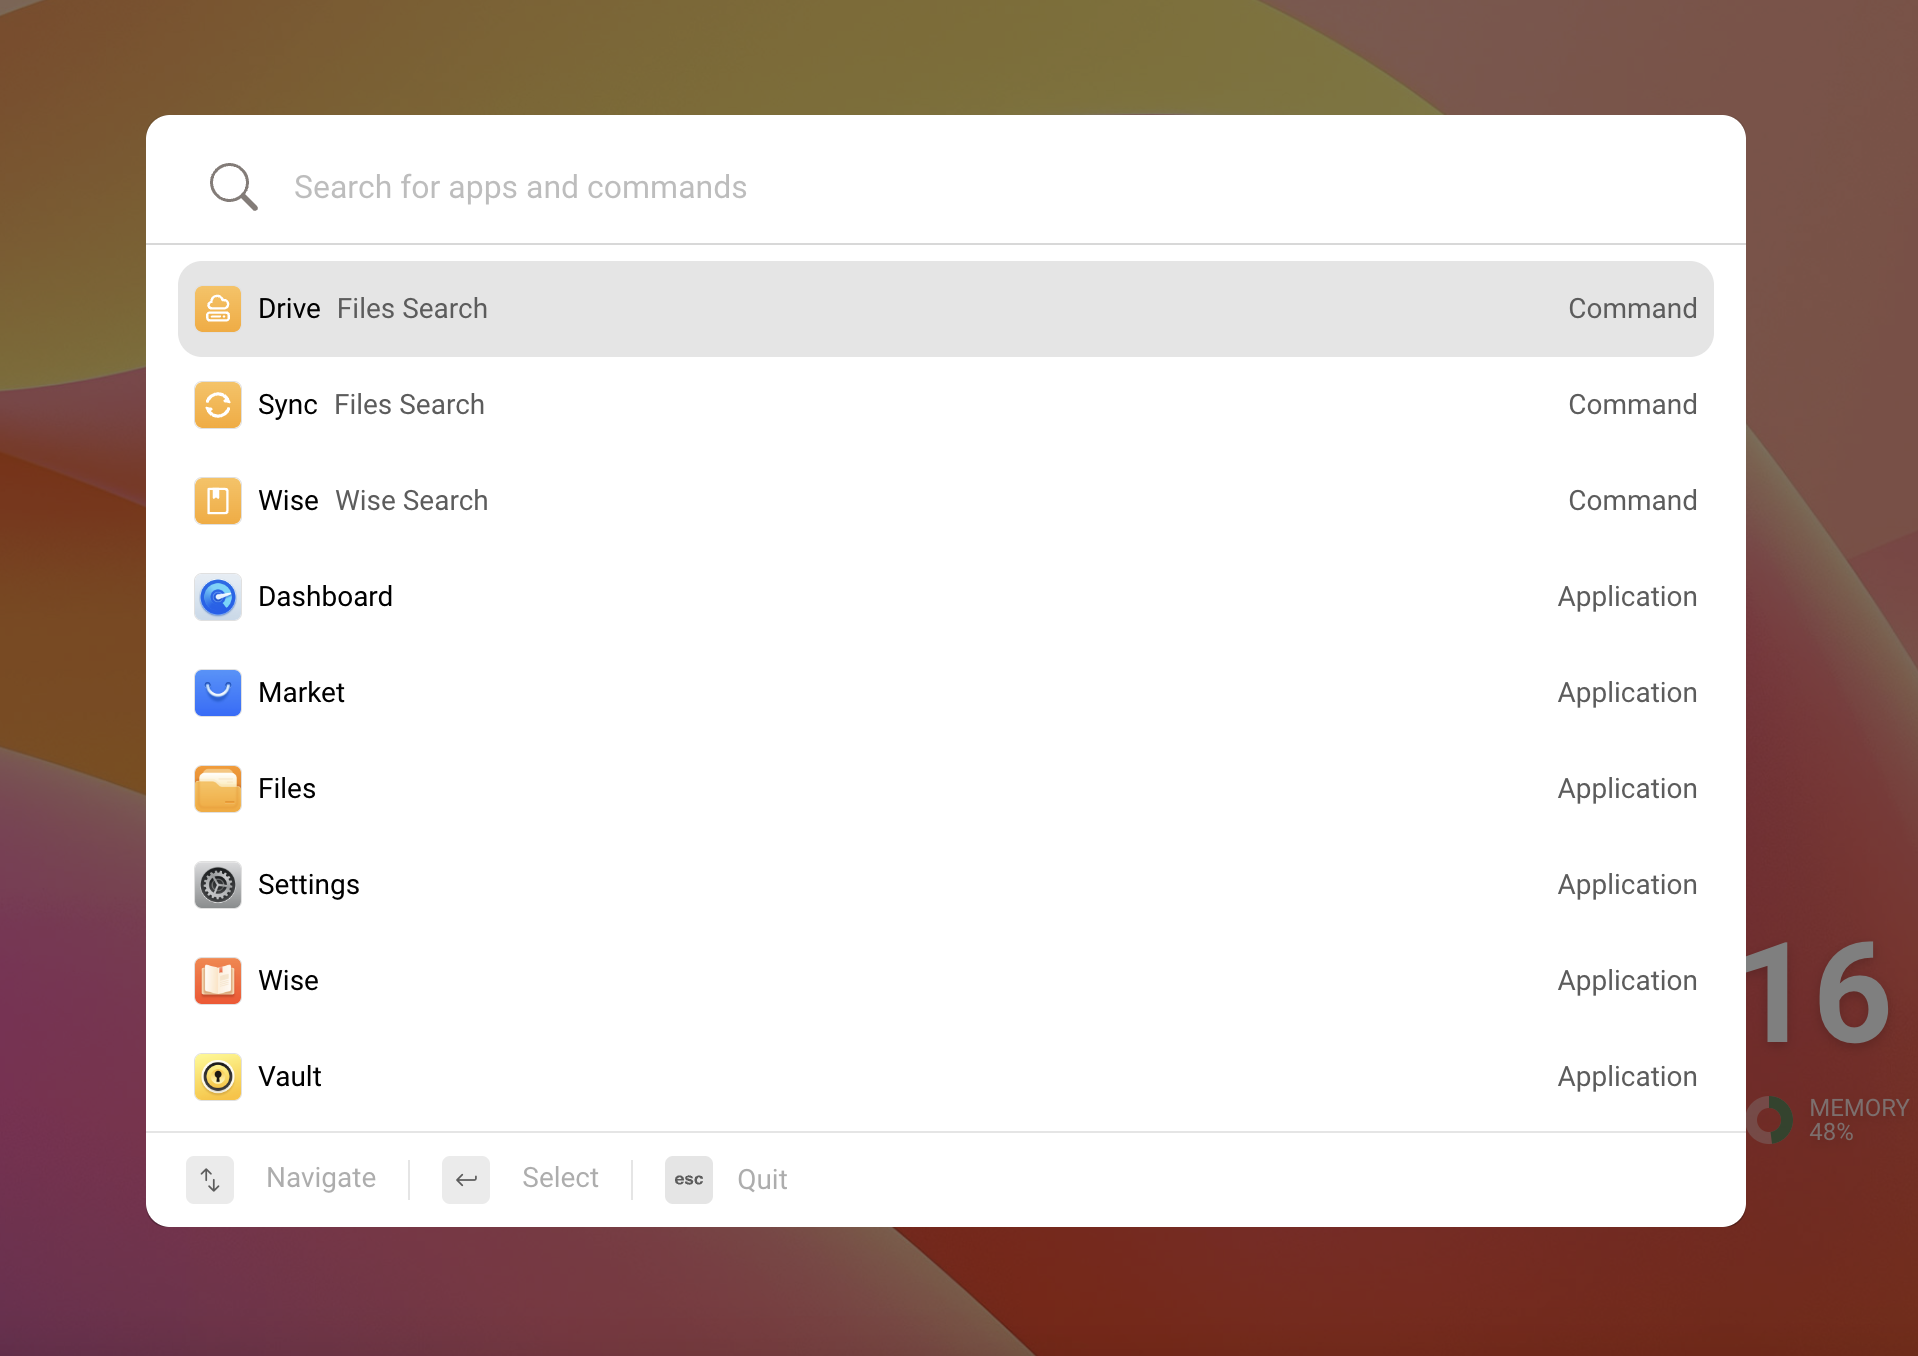 Search for apps and commands
Drive Files Search Command
Sync Files Search Command
Wise Wise Search Command
Dashboard Application
Market Application
Files Application
Settings Application
Wise Application
Vault Application
16
MEMORY
48%
Navigate Select esc Quit